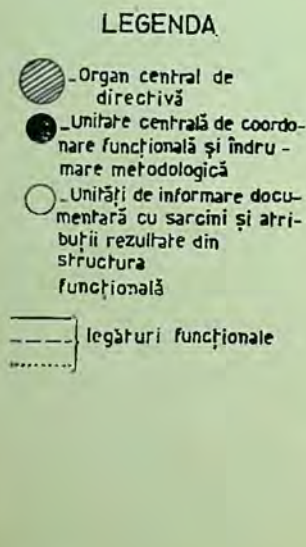 LEGENDA
-Organ central de
directivă
-Unitate centrală de coordo-
nare funcțională și îndru-
mare metodologică
-Unități de informare docu-
mentară cu sarcini și atri-
buții rezultate din
structura
funcțională
legături funcționale